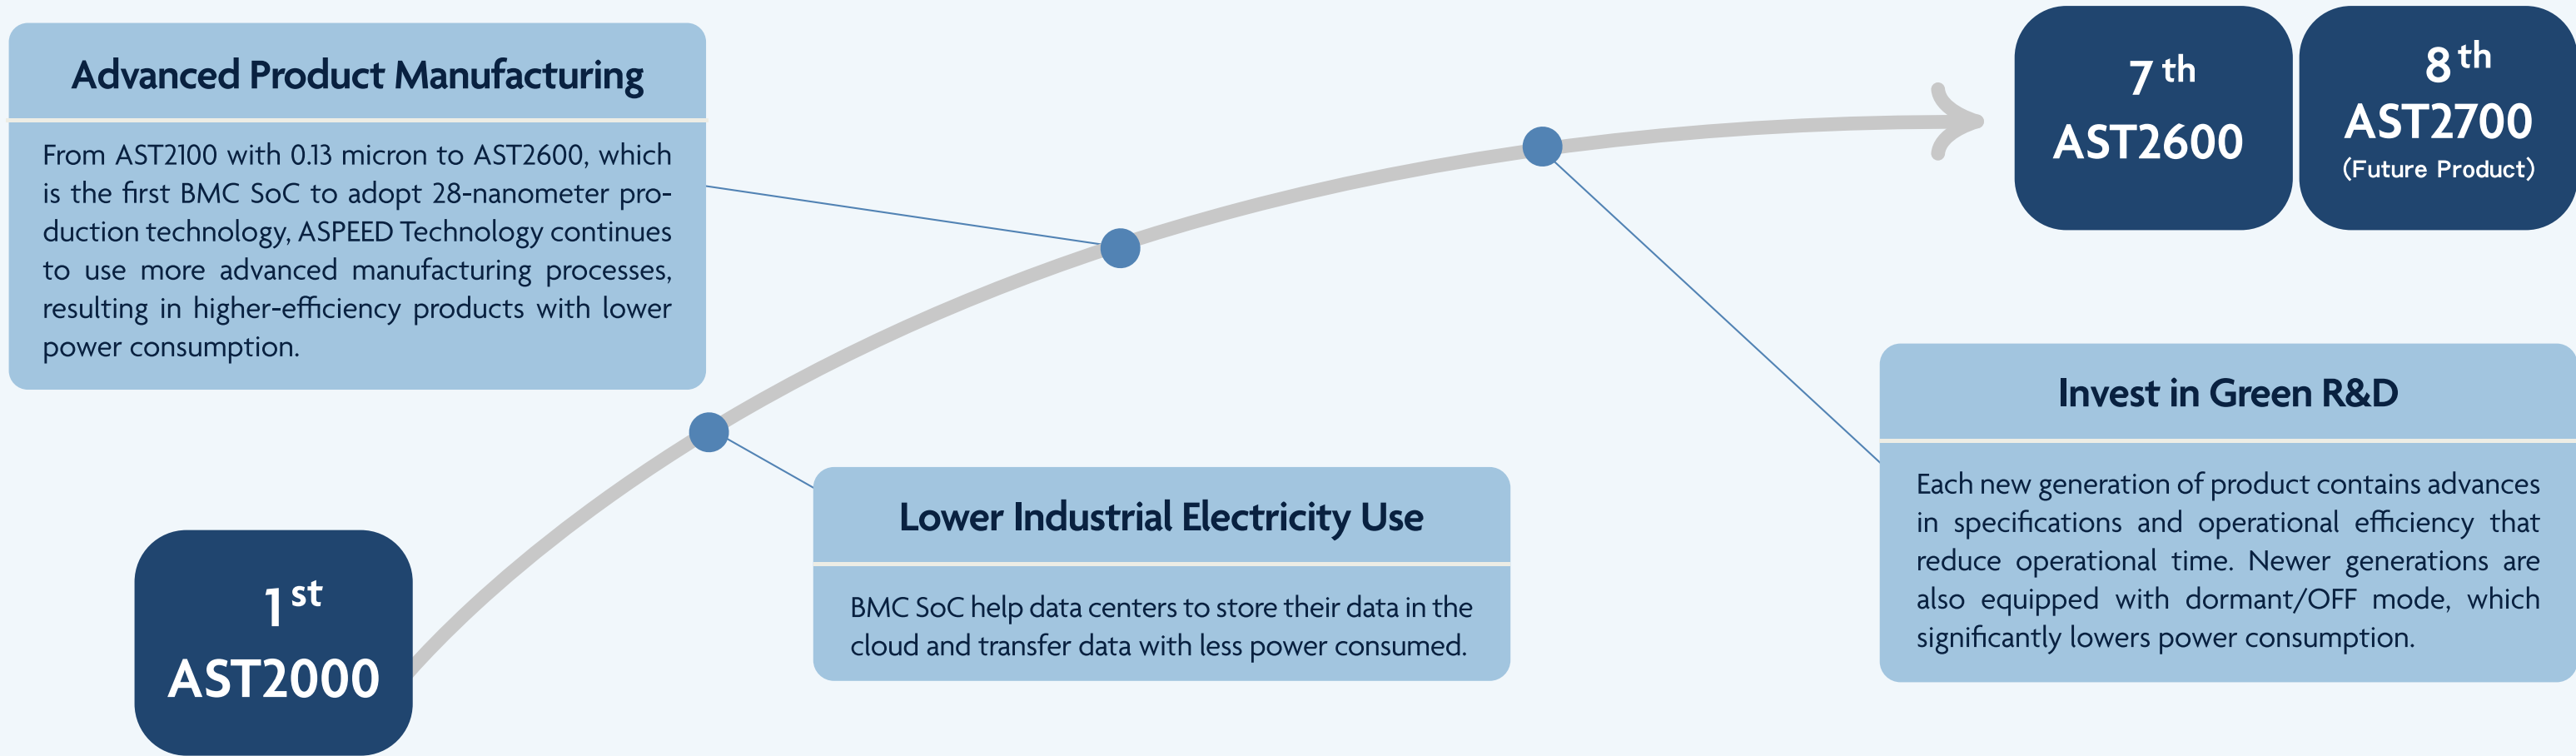 Advanced Product Manufacturing
From AST2100 with 0.13 micron to AST2600, which
is the first BMC SoC to adopt 28-nanometer pro-
duction technology, ASPEED Technology continues
to use more advanced manufacturing processes,
resulting in higher-efficiency products with lower
power consumption.
7 th
AST2600
8 th
AST2700
(Future Product)
1 st
AST2000
Lower Industrial Electricity Use
BMC SoC help data centers to store their data in the
cloud and transfer data with less power consumed.
Invest in Green R&D
Each new generation of product contains advances
in specifications and operational efficiency that
reduce operational time. Newer generations are
also equipped with dormant/OFF mode, which
significantly lowers power consumption.